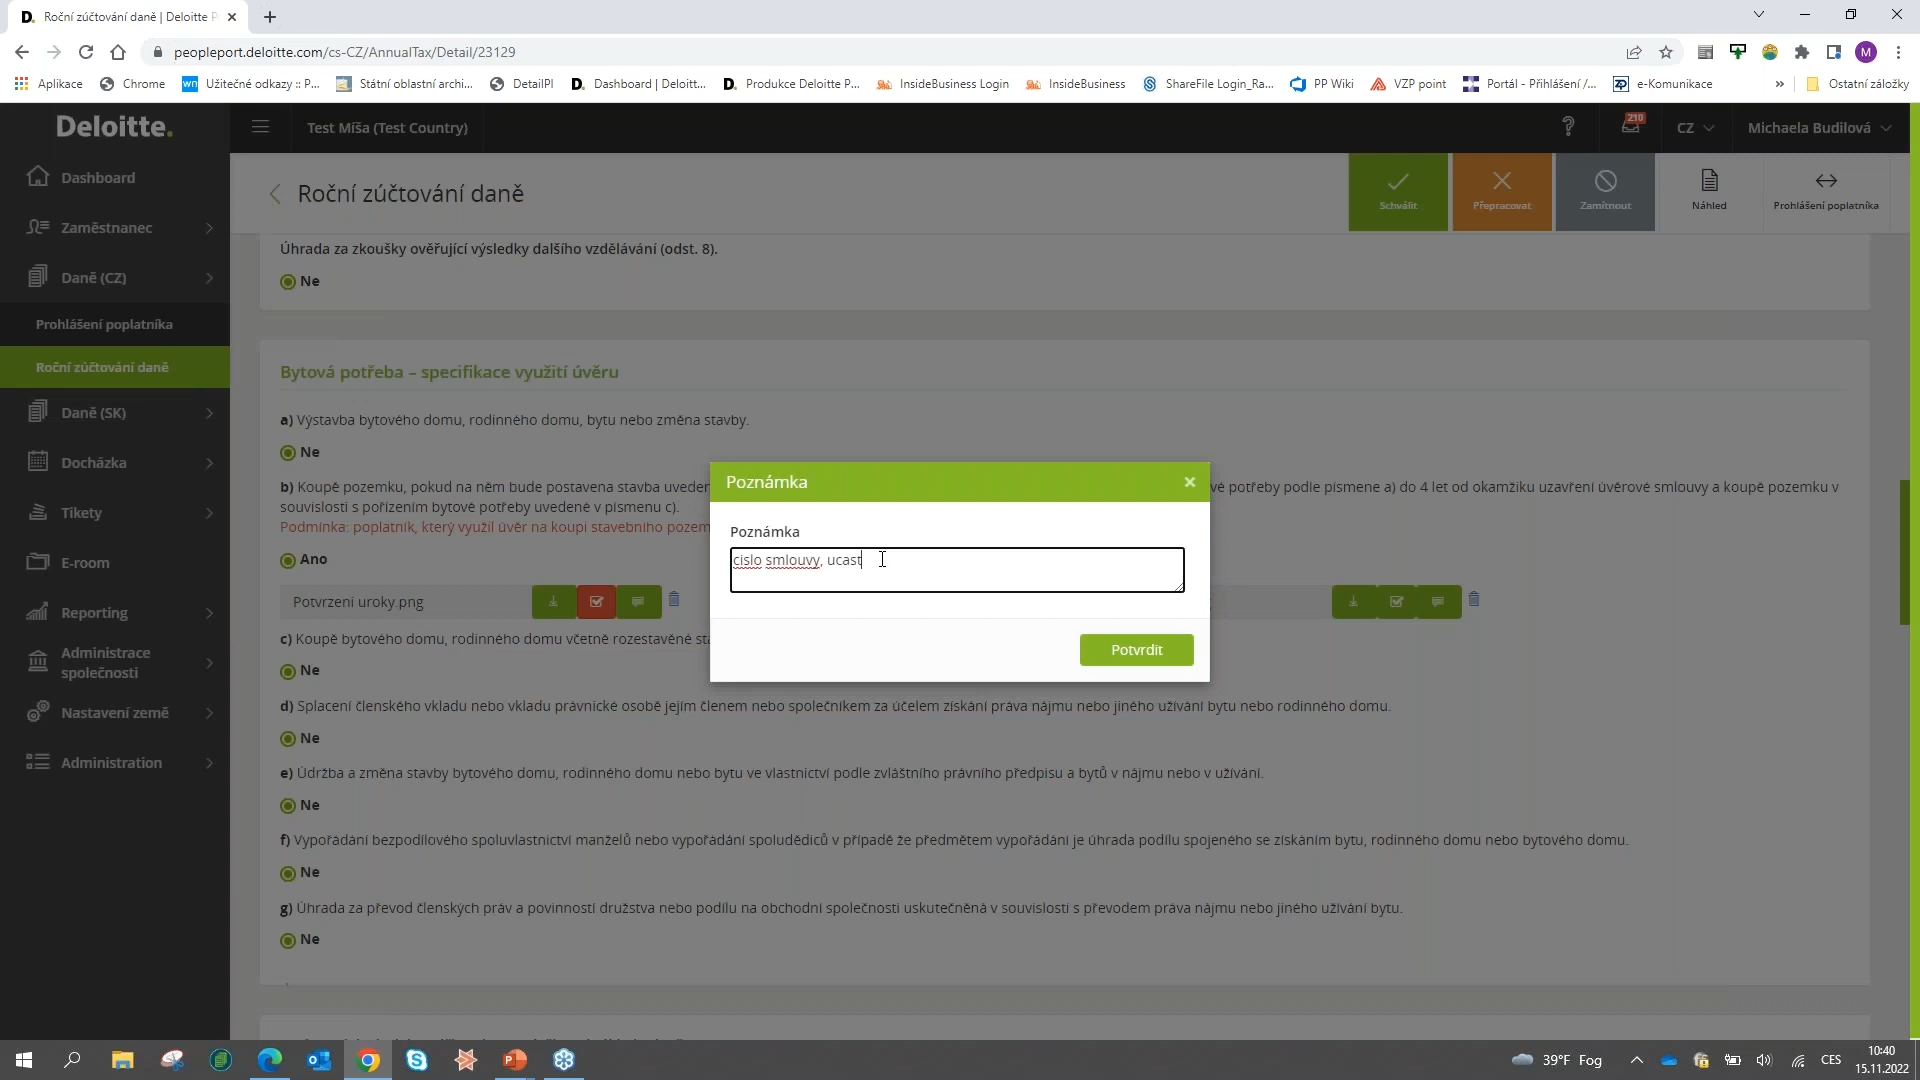 Roční zúčtování daně | Deloitte P
peopleport.deloitte.com/cs-CZ/AnnualTax/Detail/23129
M
Aplikace
Chrome
Užitečné odkazy :: P...
Státní oblastní archi...
DetailPI
Dashboard | Deloitt...
Produkce Deloitte P...
InsideBusiness Login
InsideBusiness
ShareFile Login_Ra...
PP Wiki
VZP point
Portál - Přihlášení /...
e-Komunikace
»
Ostatní záložky
Deloitte.
Test Míša (Test Country)
210
CZ
Michaela Budilová
Dashboard
Zaměstnanec
Daně (CZ)
Prohlášení poplatníka
Roční zúčtování daně
Daně (SK)
Docházka
Tikety
E-room
Reporting
Administrace
společnosti
Nastavení země
Administration
Roční zúčtování daně
Schválit
Přepracovat
Zamítnout
Náhled
Prohlášení poplatníka
Úhrada za zkoušky ověřující výsledky dalšího vzdělávání (odst. 8).
Ne
Bytová potřeba – specifikace využití úvěru
a) Výstavba bytového domu, rodinného domu, bytu nebo změna stavby.
Ne
b) Koupě pozemku, pokud na něm bude postavena stavba uveden
vé potřeby podle písmene a) do 4 let od okamžiku uzavření úvěrové smlouvy a koupě pozemku v
souvislosti s pořízením bytové potřeby uvedené v písmenu c).
Podmínka: poplatník, který využil úvěr na koupi stavebního pozem
Ano
Potvrzeni uroky.png
c) Koupě bytového domu, rodinného domu včetně rozestavěné sta
Ne
d) Splacení členského vkladu nebo vkladu právnické osobě jejím členem nebo společníkem za účelem získání práva nájmu nebo jiného užívání bytu nebo rodinného domu.
Ne
e) Údržba a změna stavby bytového domu, rodinného domu nebo bytu ve vlastnictví podle zvláštního právního předpisu a bytů v nájmu nebo v užívání.
Ne
f) Vypořádání bezpodílového spoluvlastnictví manželů nebo vypořádání spoludědiců v případě že předmětem vypořádání je úhrada podílu spojeného se získáním bytu, rodinného domu nebo bytového domu.
Ne
g) Úhrada za převod členských práv a povinností družstva nebo podílu na obchodní společnosti uskutečněná v souvislosti s převodem práva nájmu nebo jiného užívání bytu.
Ne
Poznámka
Poznámka
cislo smlouvy, ucast
Potvrdit
39°F Fog
CES
10:40
15.11.2022